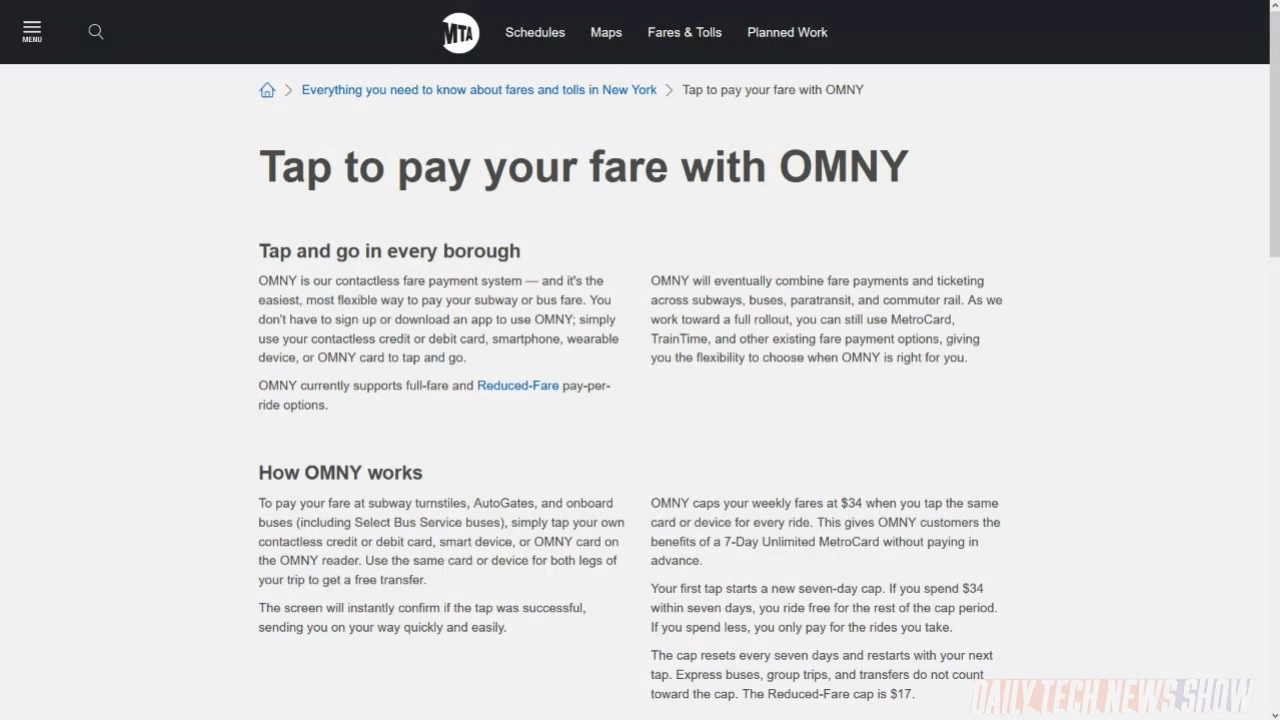 MENU
MTA
Schedules
Maps
Fares & Tolls
Planned Work
Everything you need to know about fares and tolls in New York
Tap to pay your fare with OMNY
Tap to pay your fare with OMNY
Tap and go in every borough
OMNY is our contactless fare payment system — and it's the
easiest, most flexible way to pay your subway or bus fare. You
don't have to sign up or download an app to use OMNY; simply
use your contactless credit or debit card, smartphone, wearable
device, or OMNY card to tap and go.
OMNY currently supports full-fare and Reduced-Fare pay-per-
ride options.
OMNY will eventually combine fare payments and ticketing
across subways, buses, paratransit, and commuter rail. As we
work toward a full rollout, you can still use MetroCard,
TrainTime, and other existing fare payment options, giving
you the flexibility to choose when OMNY is right for you.
How OMNY works
To pay your fare at subway turnstiles, AutoGates, and onboard
buses (including Select Bus Service buses), simply tap your own
contactless credit or debit card, smart device, or OMNY card on
the OMNY reader. Use the same card or device for both legs of
your trip to get a free transfer.
The screen will instantly confirm if the tap was successful,
sending you on your way quickly and easily.
OMNY caps your weekly fares at $34 when you tap the same
card or device for every ride. This gives OMNY customers the
benefits of a 7-Day Unlimited MetroCard without paying in
advance.
Your first tap starts a new seven-day cap. If you spend $34
within seven days, you ride free for the rest of the cap period.
If you spend less, you only pay for the rides you take.
The cap resets every seven days and restarts with your next
tap. Express buses, group trips, and transfers do not count
toward the cap. The Reduced-Fare cap is $17.
DAILY TECH NEWS SHOW